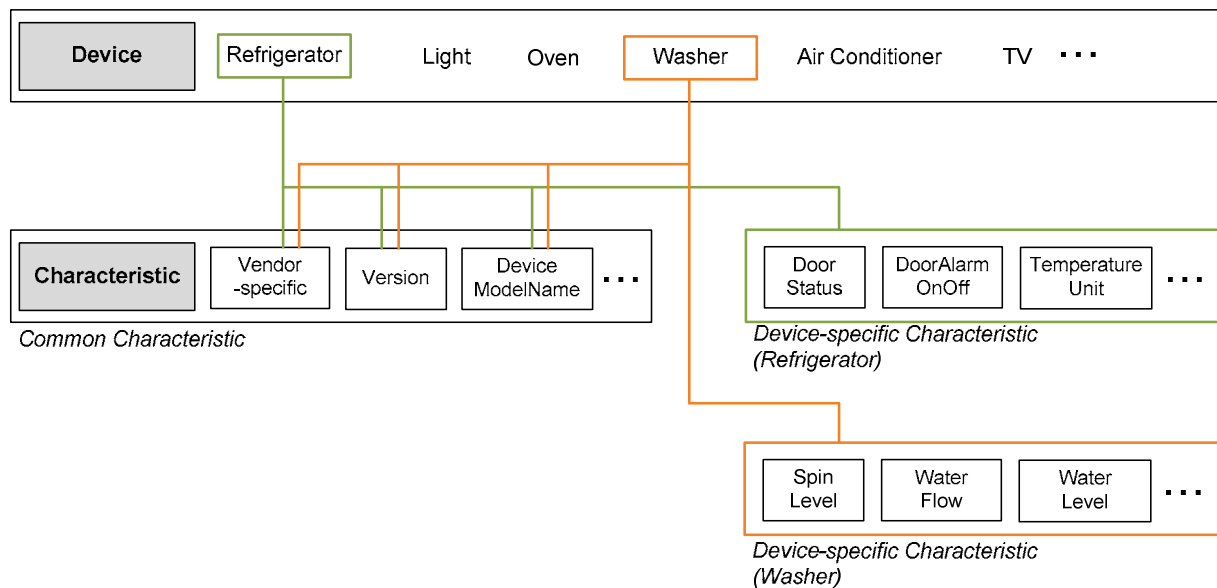 Device Refrigerator Light Oven Washer Air Conditioner TV ...
Characteristic
Vendor
-specific
Version
Device
ModelName
...
Common Characteristic
Door
Status
DoorAlarm
OnOff
Temperature
Unit
...
Device-specific Characteristic
(Refrigerator)
Spin
Level
Water
Flow
Water
Level
...
Device-specific Characteristic
(Washer)